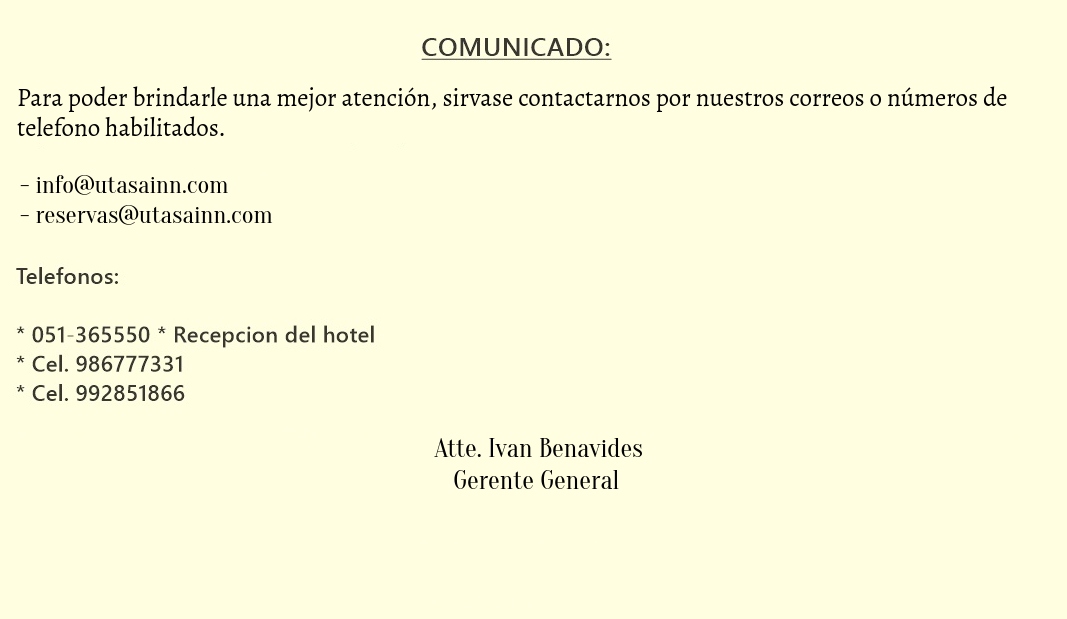 COMUNICADO:
Para poder brindarle una mejor atención, sirvase contactarnos por nuestros correos o números de
telefono habilitados.
- info@utasainn.com
- reservas@utasainn.com
Telefonos:
* 051-365550 * Recepcion del hotel
* Cel. 986777331
* Cel. 992851866
Atte. Ivan Benavides
Gerente General